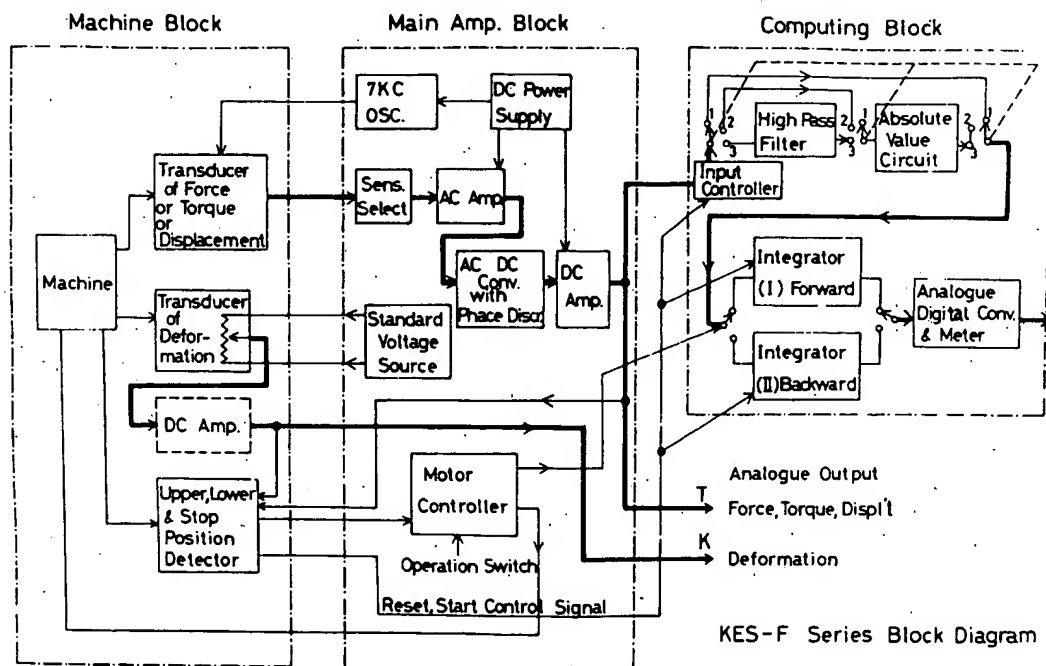 Machine Block
Main Amp. Block
Computing Block
7KC
OSC.
DC Power
Supply
Transducer
of Force
or Torque
or
Displacement
Sens.
Select
AC Amp.
AC DC
Conv.
with
Phace Discr.
DC
Amp.
Machine
Transducer
of
Defor-
mation
Standard
Voltage
Source
DC Amp.
Upper, Lower
& Stop
Position
Detector
Motor
Controller
Operation Switch
Reset, Start Control Signal
1
2
3
High Pass
Filter
2
3
1
Absolute
Value
Circuit
2
3
1
Input
Controller
Integrator
(I) Forward
Integrator
(II) Backward
Analogue
Digital Conv.
& Meter
Analogue Output
T
Force, Torque, Displ't
K
Deformation
KES-F Series Block Diagram